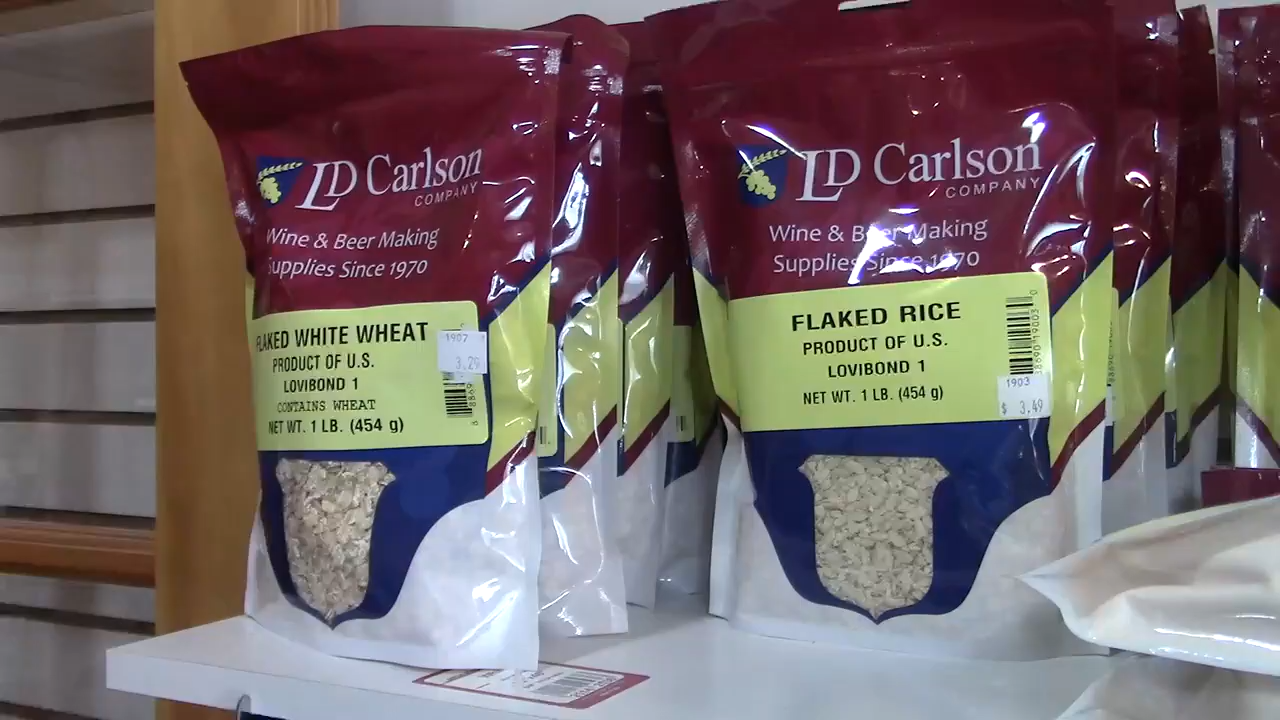 LD Carlson
COMPANY
Wine & Beer Making
Supplies Since 1970
FLAKED WHITE WHEAT
PRODUCT OF U.S.
LOVIBOND 1
CONTAINS WHEAT
NET WT. 1 LB. (454 g)
1907
3.29
LD Carlson
COMPANY
Wine & Beer Making
Supplies Since 1970
FLAKED RICE
PRODUCT OF U.S.
LOVIBOND 1
NET WT. 1 LB. (454 g)
1903
$ 3.49